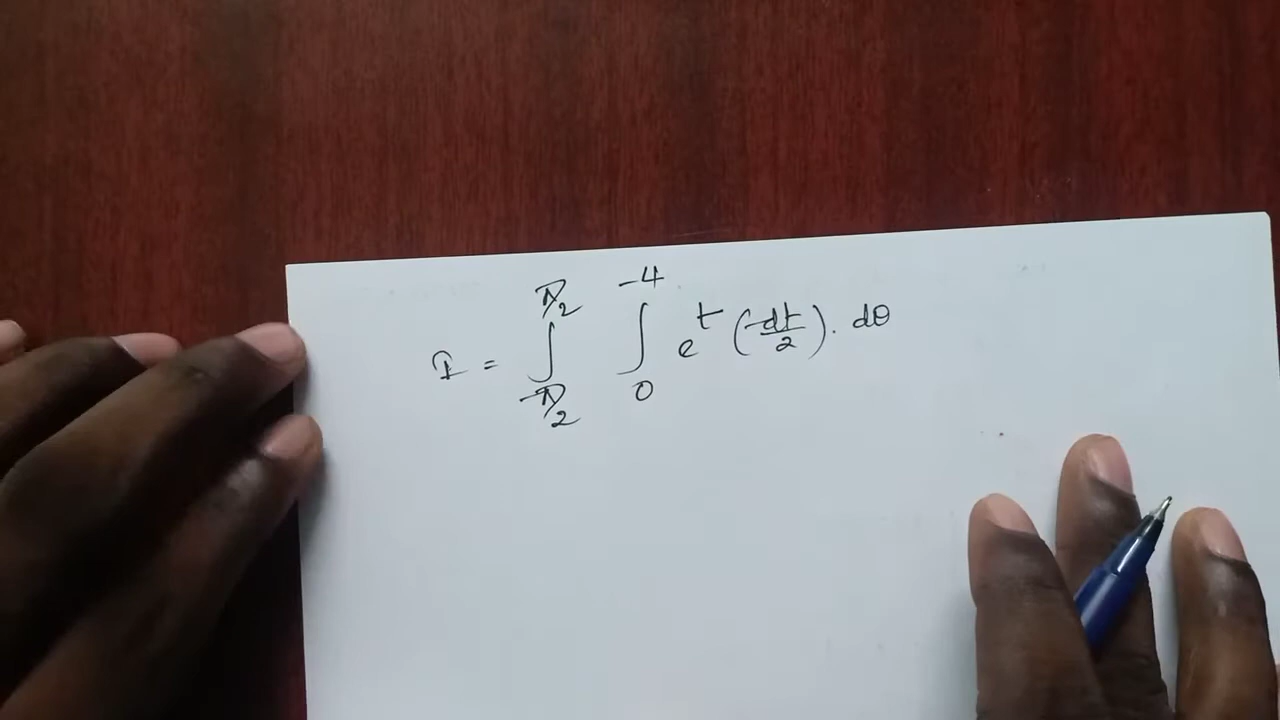 I = ∫_{-π/2}^{π/2} ∫_{0}^{-4} e^t (-dt/2). dθ